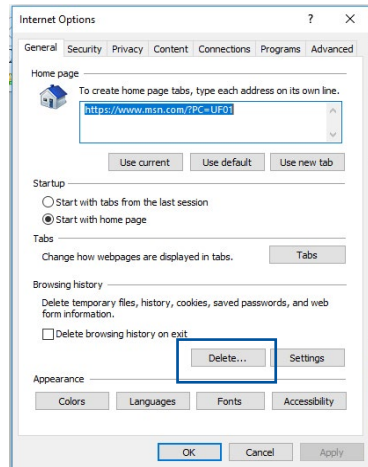 Internet Options ? X
General Security Privacy Content Connections Programs Advanced
Home page
To create home page tabs, type each address on its own line.
https://www.msn.com/?PC=UF01
Use current Use default Use new tab
Startup
Start with tabs from the last session
Start with home page
Tabs
Change how webpages are displayed in tabs. Tabs
Browsing history
Delete temporary files, history, cookies, saved passwords, and web
form information.
Delete browsing history on exit
Delete... Settings
Appearance
Colors Languages Fonts Accessibility
OK Cancel Apply